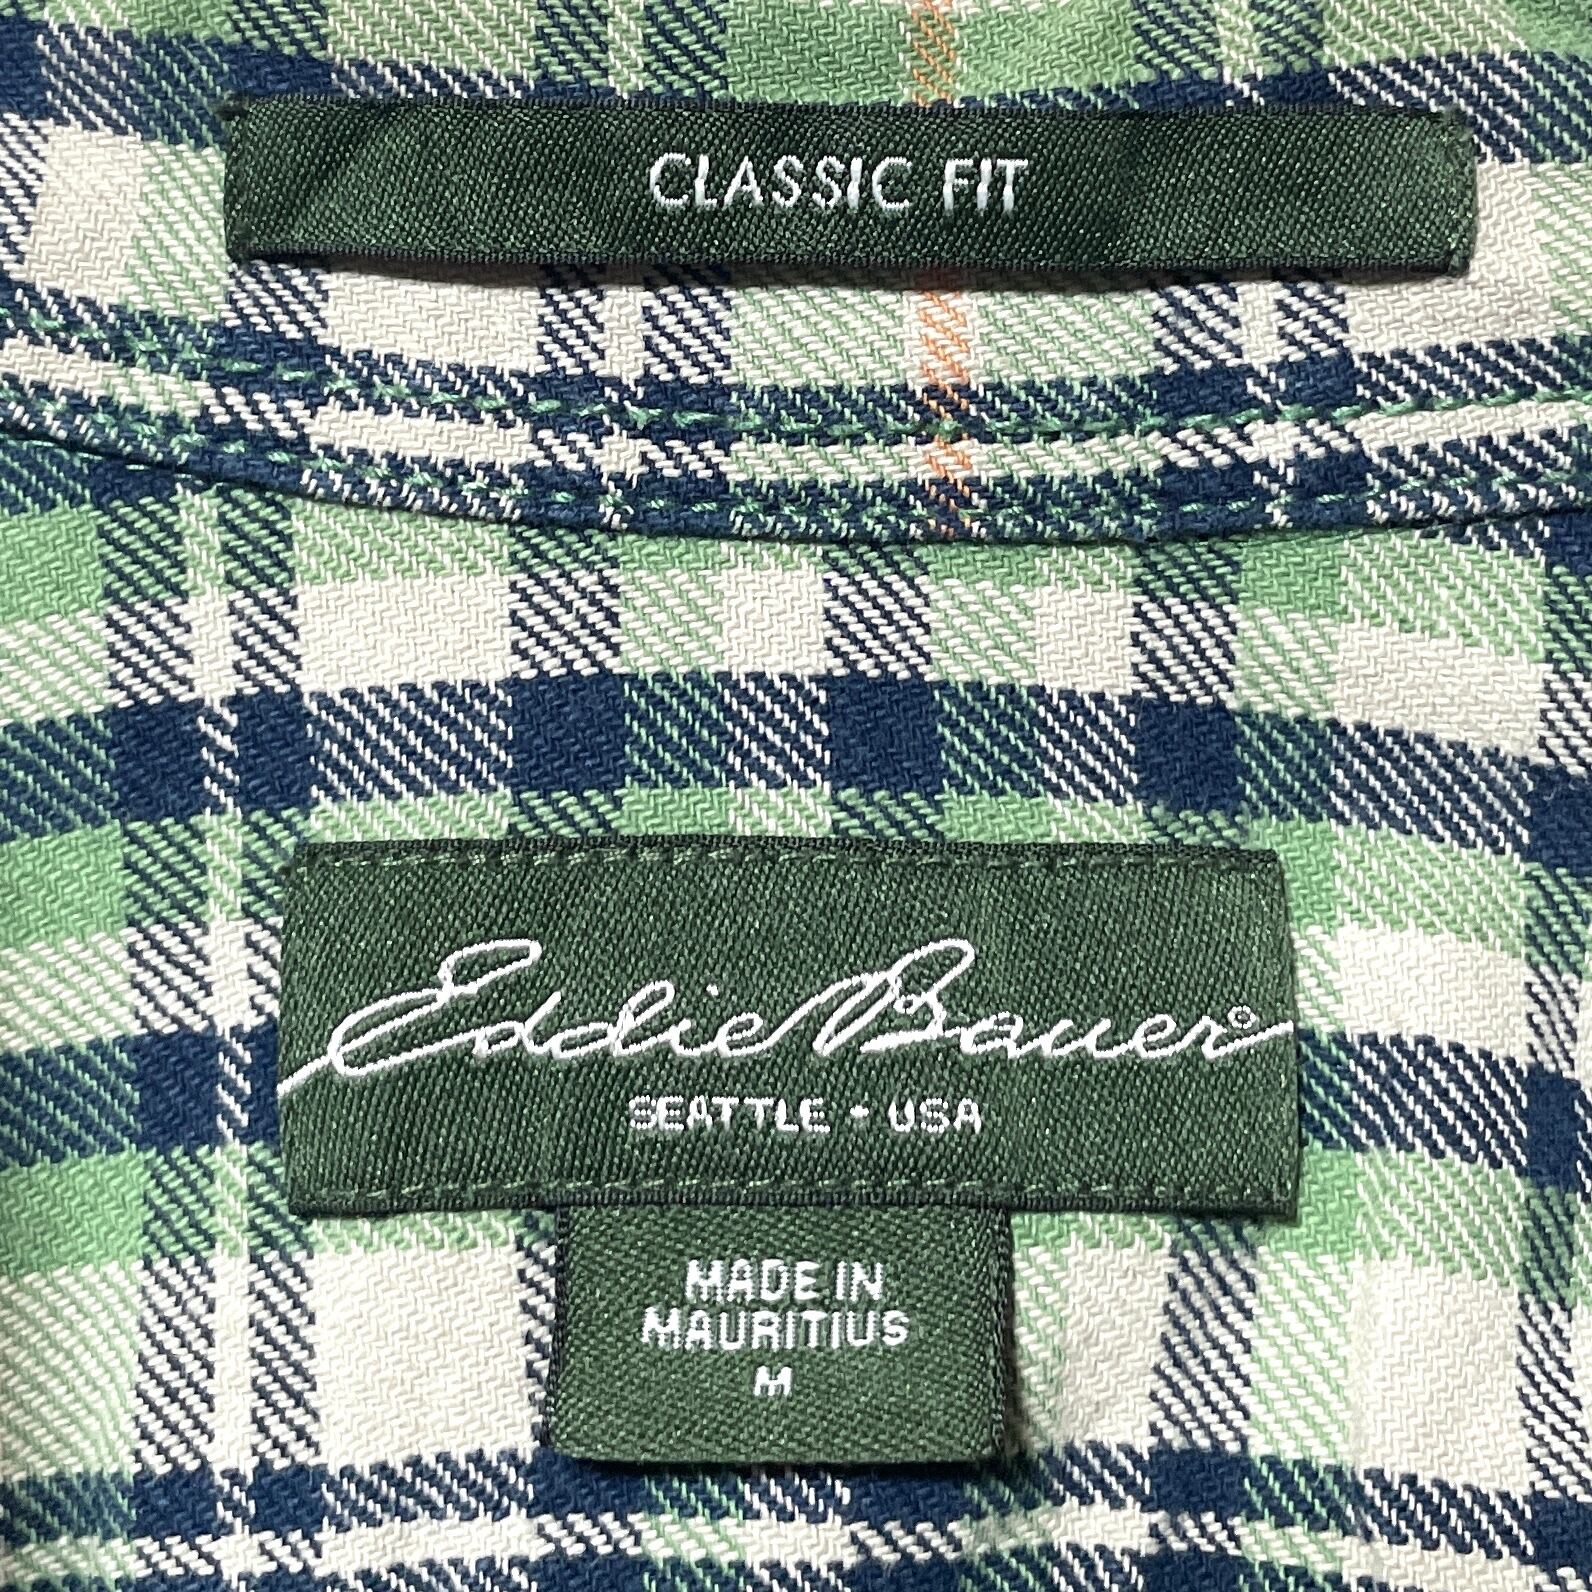 CLASSIC FIT
Eddie Bauer®
SEATTLE • USA
MADE IN
MAURITIUS
M